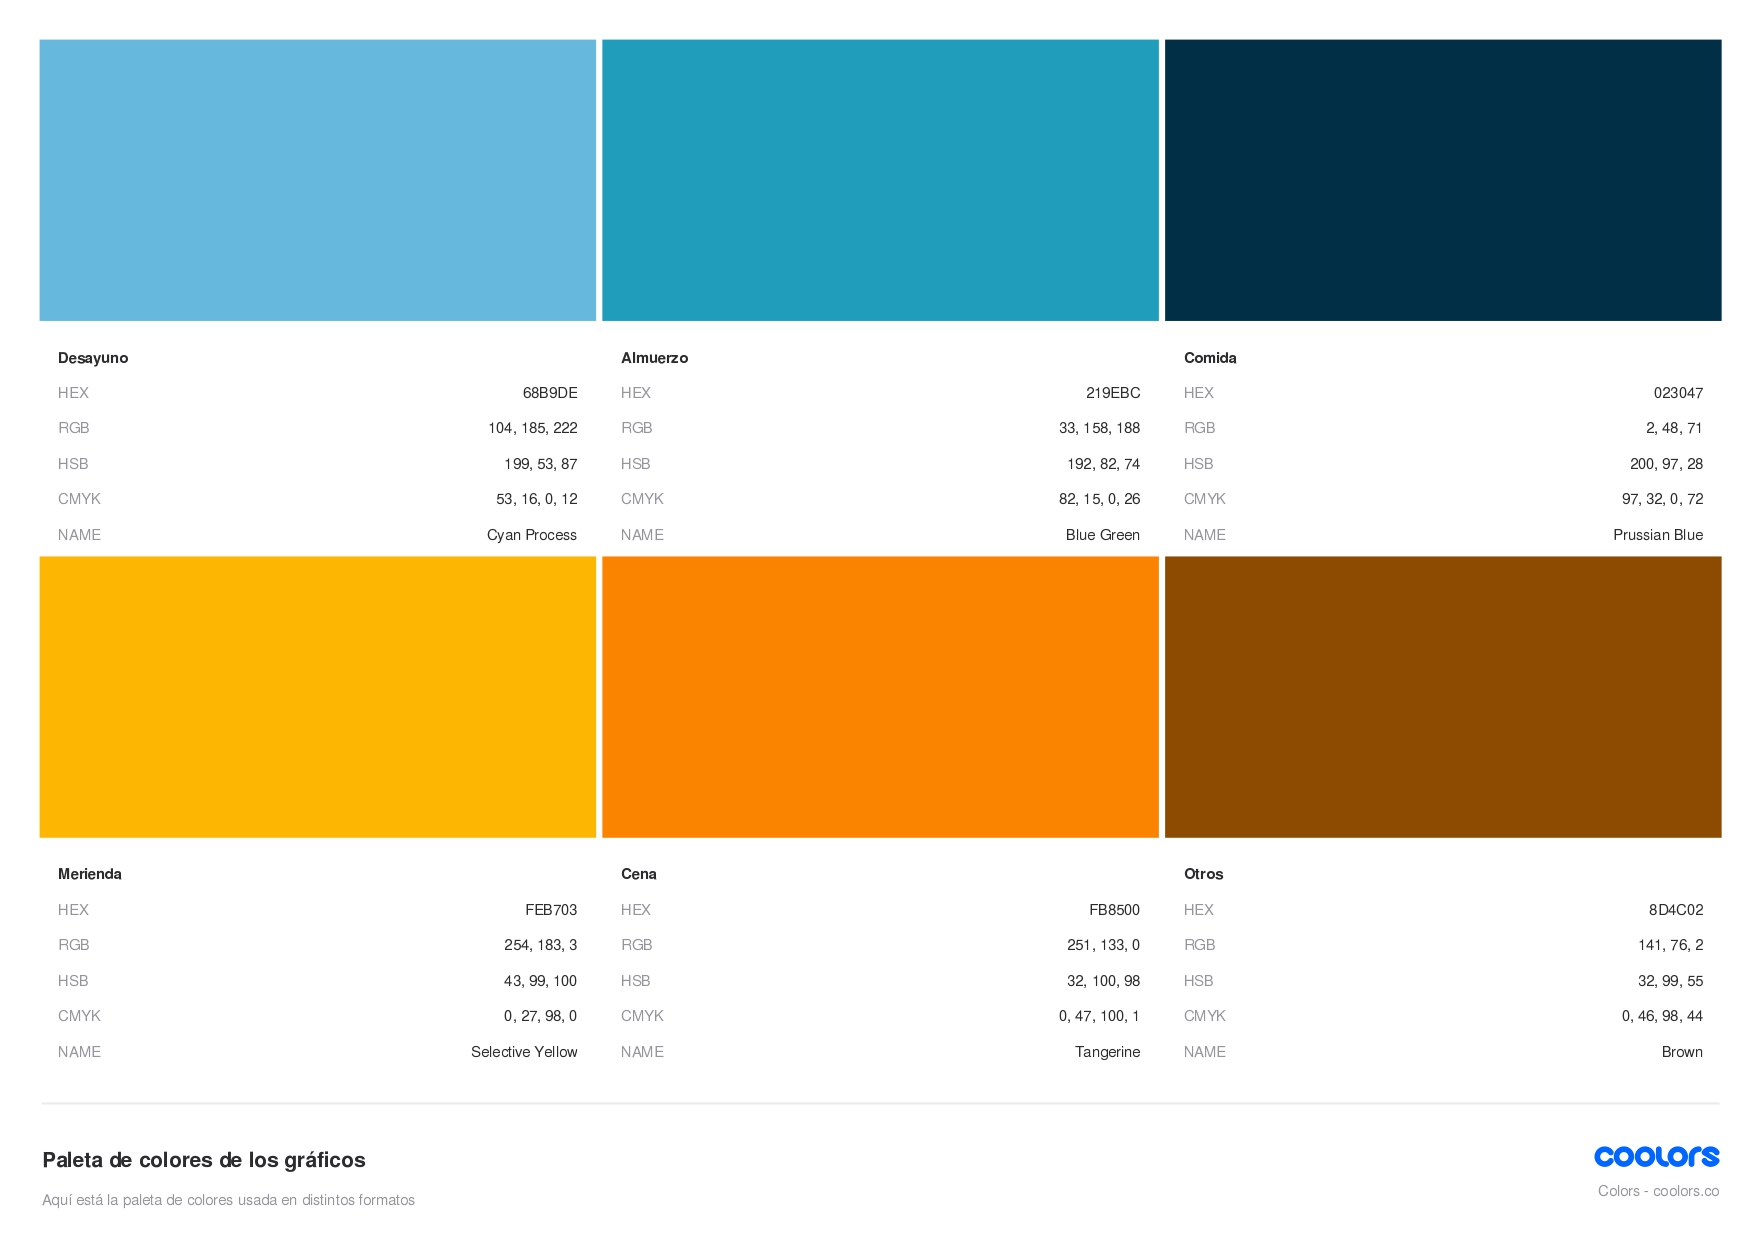 Desayuno
HEX 68B9DE
RGB 104, 185, 222
HSB 199, 53, 87
CMYK 53, 16, 0, 12
NAME Cyan Process
Almuerzo
HEX 219EBC
RGB 33, 158, 188
HSB 192, 82, 74
CMYK 82, 15, 0, 26
NAME Blue Green
Comida
HEX 023047
RGB 2, 48, 71
HSB 200, 97, 28
CMYK 97, 32, 0, 72
NAME Prussian Blue
Merienda
HEX FEB703
RGB 254, 183, 3
HSB 43, 99, 100
CMYK 0, 27, 98, 0
NAME Selective Yellow
Cena
HEX FB8500
RGB 251, 133, 0
HSB 32, 100, 98
CMYK 0, 47, 100, 1
NAME Tangerine
Otros
HEX 8D4C02
RGB 141, 76, 2
HSB 32, 99, 55
CMYK 0, 46, 98, 44
NAME Brown
Paleta de colores de los gráficos
Aquí está la paleta de colores usada en distintos formatos
coolors
Colors - coolors.co